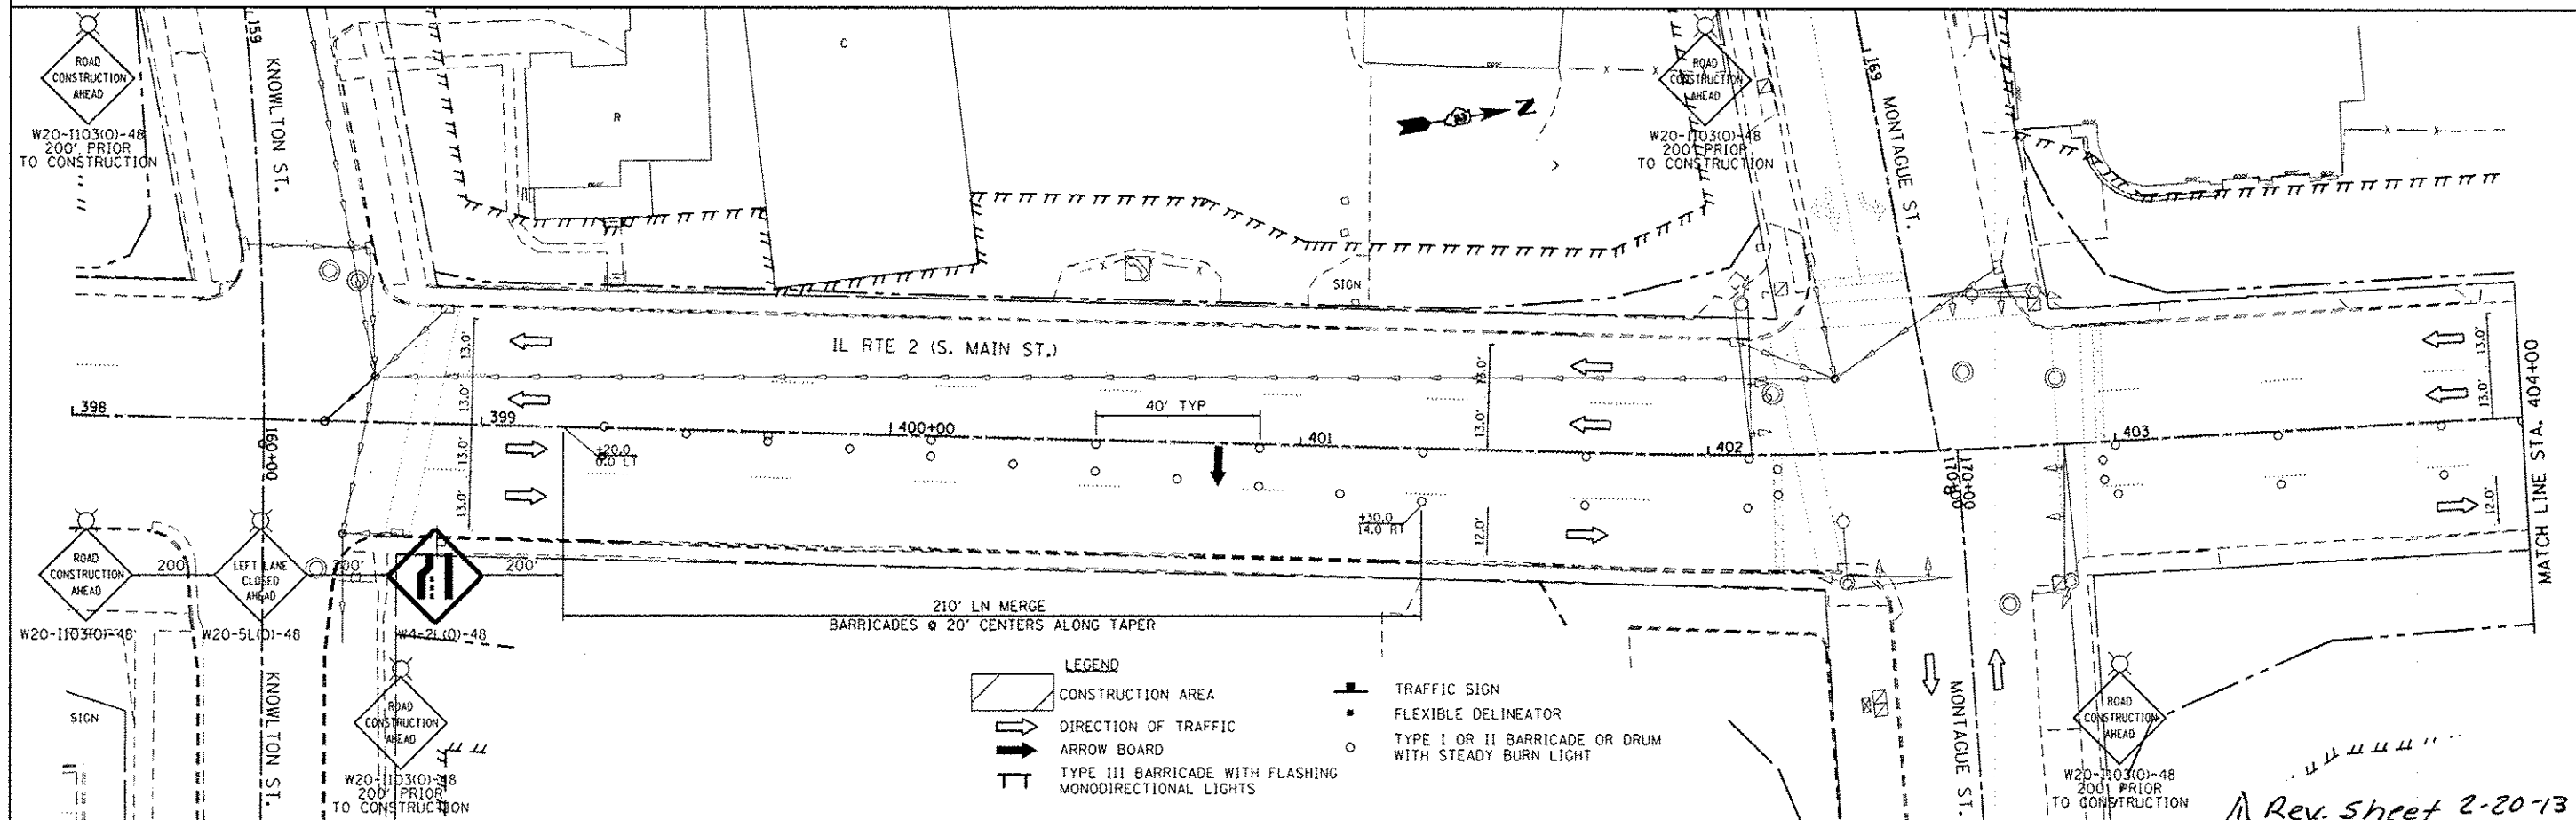 159
KNOWLTON ST.
ROAD
CONSTRUCTION
AHEAD
W20-I103(O)-48
200' PRIOR
TO CONSTRUCTION
R
C
N
ROAD
CONSTRUCTION
AHEAD
W20-I103(O)-48
200' PRIOR
TO CONSTRUCTION
169
MONTAGUE ST.
SIGN
IL RTE 2 (S. MAIN ST.)
13.0'
13.0'
13.0'
13.0'
13.0'
13.0'
12.0'
13.0'
13.0'
12.0'
398
399
400+00
401
402
403
40' TYP
160+00
+20.0
0.0 LT
+30.0
14.0 RT
170+00
MATCH LINE STA. 404+00
ROAD
CONSTRUCTION
AHEAD
200'
LEFT LANE
CLOSED
AHEAD
200'
200'
W20-I103(O)-48
W20-5L(O)-48
W4-2L(O)-48
210' LN MERGE
BARRICADES @ 20' CENTERS ALONG TAPER
SIGN
KNOWLTON ST.
ROAD
CONSTRUCTION
AHEAD
W20-I103(O)-48
200' PRIOR
TO CONSTRUCTION
LEGEND
CONSTRUCTION AREA
DIRECTION OF TRAFFIC
ARROW BOARD
TYPE III BARRICADE WITH FLASHING
MONODIRECTIONAL LIGHTS
TRAFFIC SIGN
FLEXIBLE DELINEATOR
TYPE I OR II BARRICADE OR DRUM
WITH STEADY BURN LIGHT
MONTAGUE ST.
ROAD
CONSTRUCTION
AHEAD
W20-I103(O)-48
200' PRIOR
TO CONSTRUCTION
Rev. Sheet 2-20-13